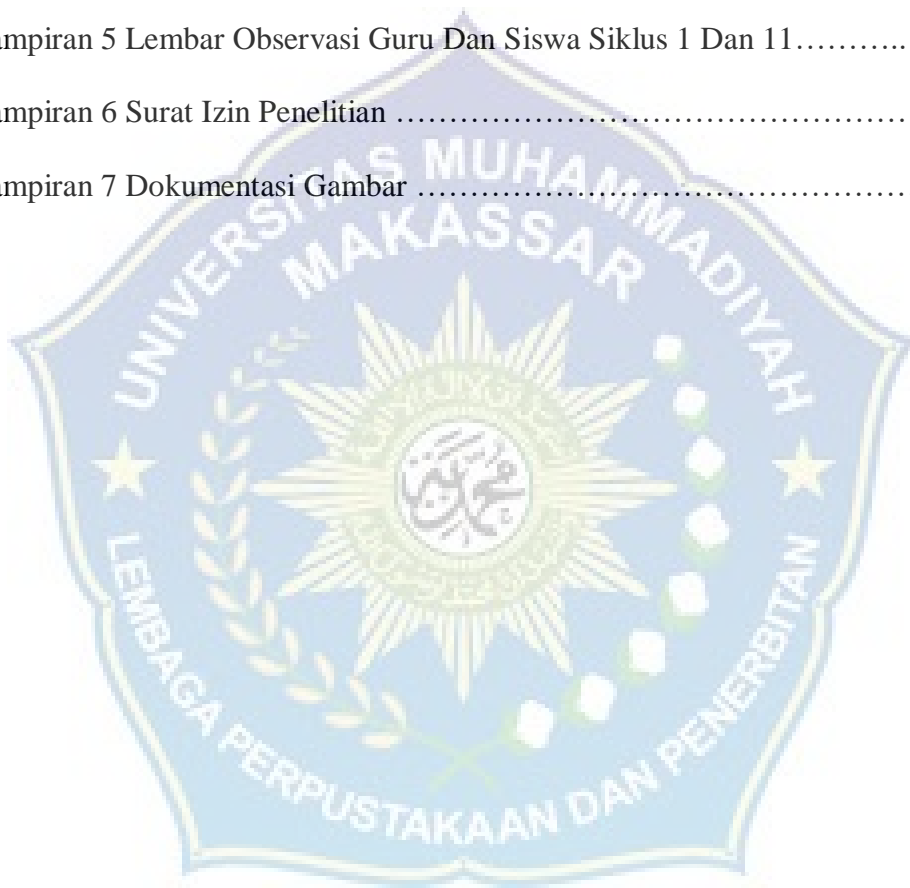 ampiran 5 Lembar Observasi Guru Dan Siswa Siklus 1 Dan 11………..
ampiran 6 Surat Izin Penelitian ……………………………………………
ampiran 7 Dokumentasi Gambar …………………………………………
UNIVERSITAS MUHAMMADIYAH
MAKASSAR
LEMBAGA PERPUSTAKAAN DAN PENERBITAN